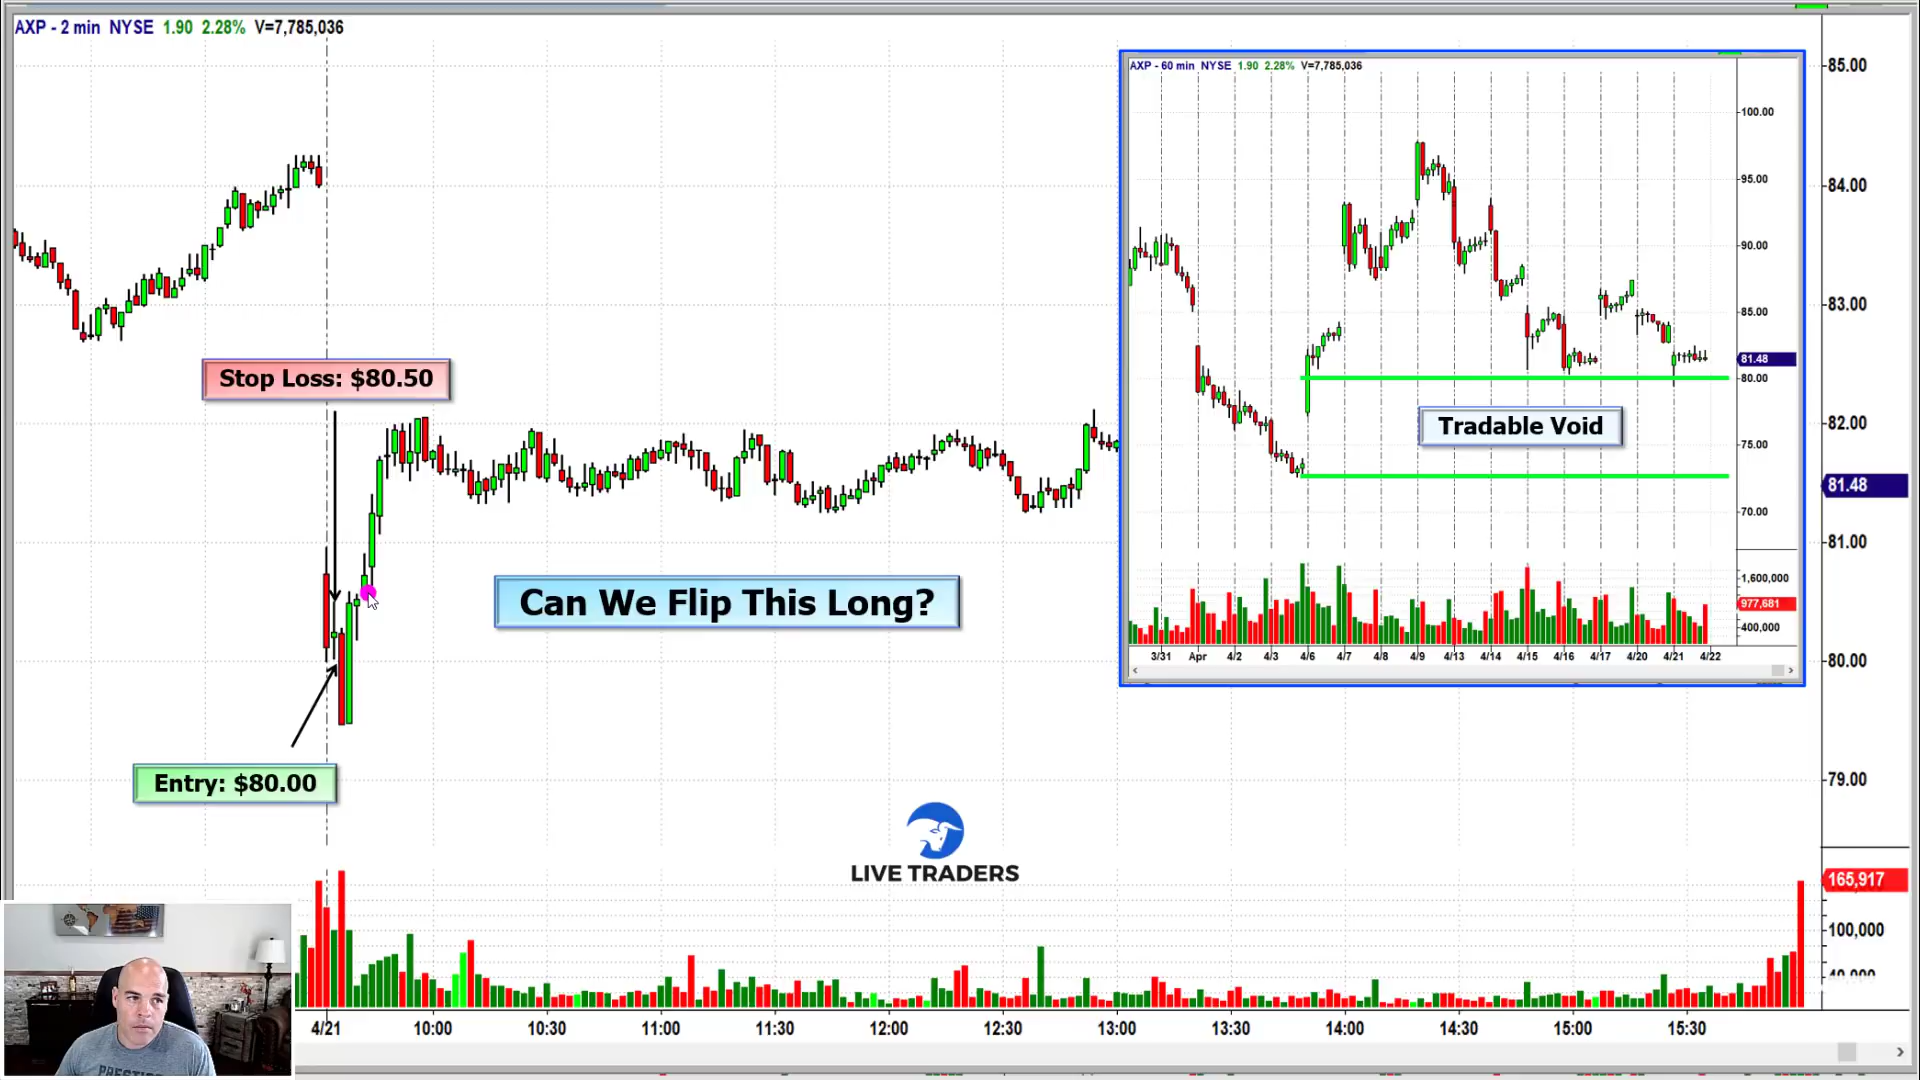 AXP - 2 min NYSE 1.90 2.28% V=7,785,036
85.00
84.00
83.00
82.00
81.48
81.00
80.00
79.00
165,917
100,000
Stop Loss: $80.50
Entry: $80.00
Can We Flip This Long?
LIVE TRADERS
4/21 10:00 10:30 11:00 11:30 12:00 12:30 13:00 13:30 14:00 14:30 15:00 15:30
AXP - 60 min NYSE 1.90 2.28% V=7,785,036
100.00
95.00
90.00
85.00
81.48
80.00
75.00
70.00
Tradable Void
1,600,000
977,681
400,000
3/31 Apr 4/2 4/3 4/6 4/7 4/8 4/9 4/13 4/14 4/15 4/16 4/17 4/20 4/21 4/22